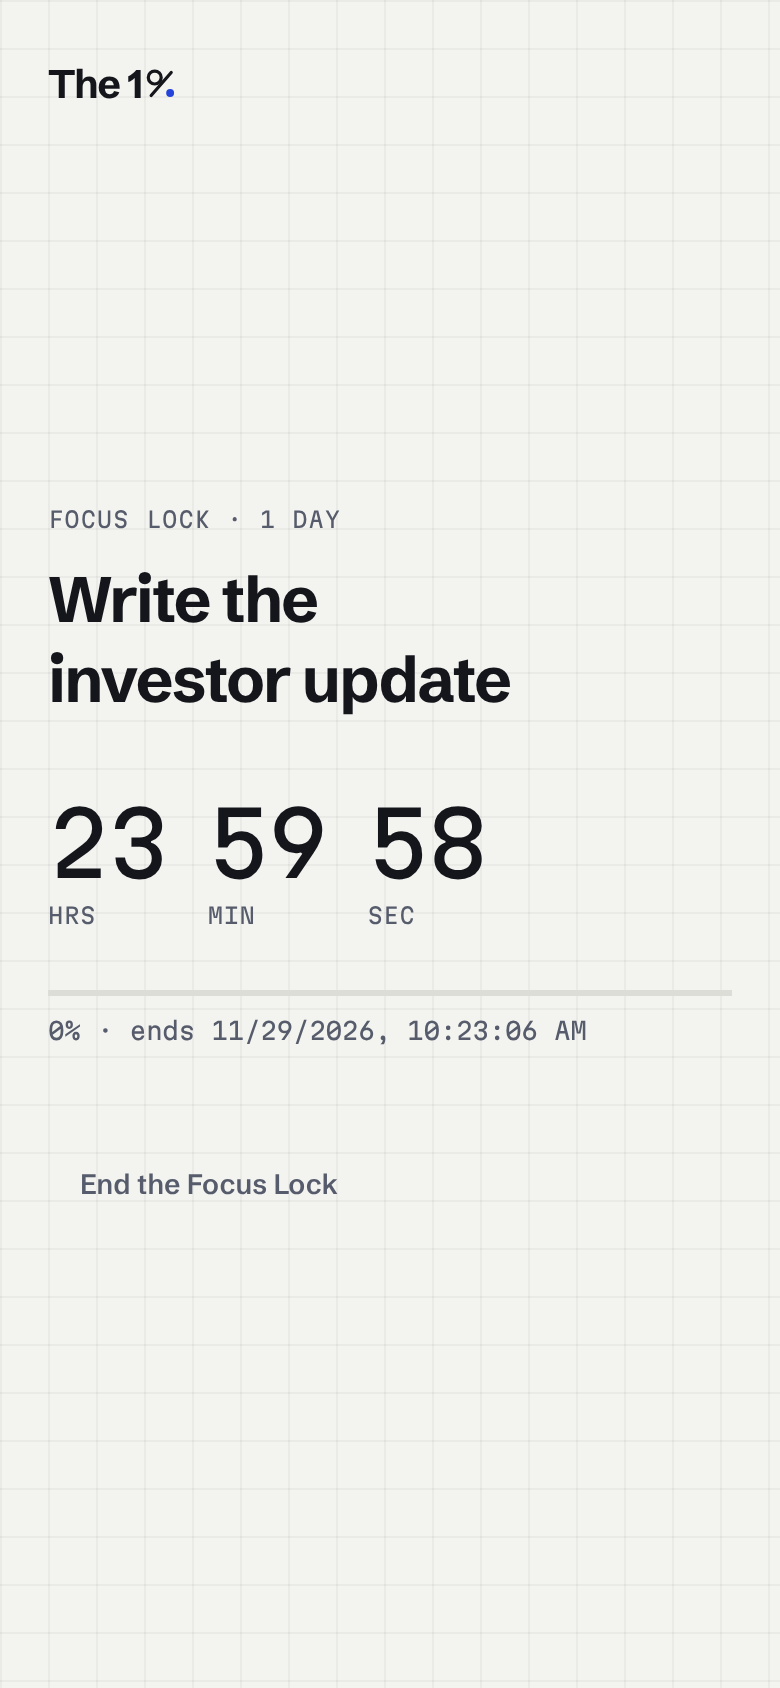 The 1%
FOCUS LOCK · 1 DAY
Write the
investor update
23 59 58
HRS MIN SEC
0% · ends 11/29/2026, 10:23:06 AM
End the Focus Lock